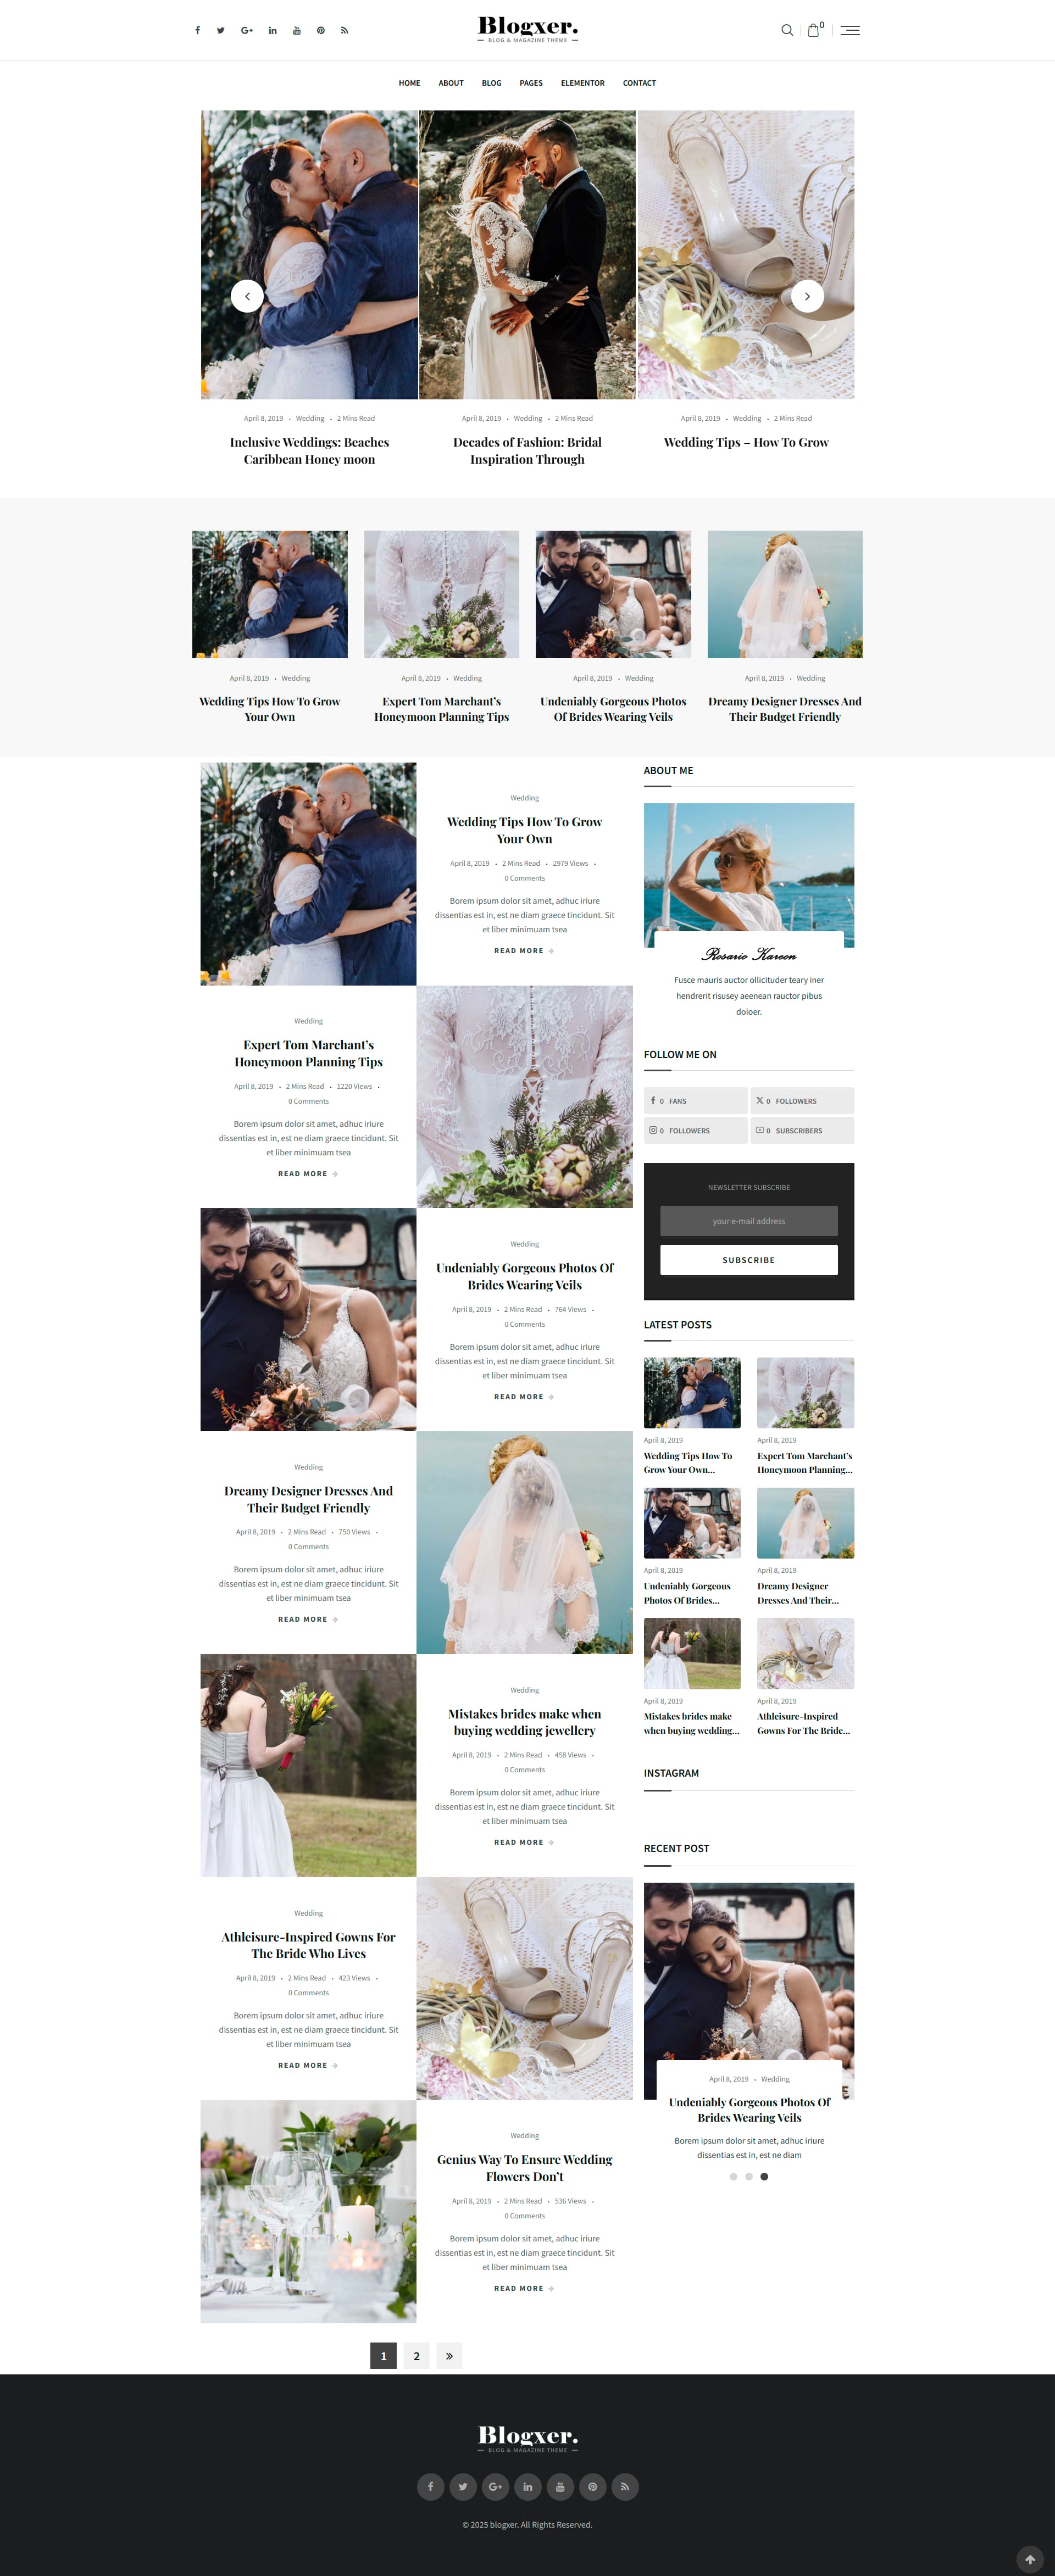 Blogxer.
BLOG & MAGAZINE THEME
0
HOME
ABOUT
BLOG
PAGES
ELEMENTOR
CONTACT
April 8, 2019 • Wedding • 2 Mins Read
Inclusive Weddings: Beaches
Caribbean Honey moon
April 8, 2019 • Wedding • 2 Mins Read
Decades of Fashion: Bridal
Inspiration Through
April 8, 2019 • Wedding • 2 Mins Read
Wedding Tips – How To Grow
April 8, 2019 • Wedding
Wedding Tips How To Grow
Your Own
April 8, 2019 • Wedding
Expert Tom Marchant’s
Honeymoon Planning Tips
April 8, 2019 • Wedding
Undeniably Gorgeous Photos
Of Brides Wearing Veils
April 8, 2019 • Wedding
Dreamy Designer Dresses And
Their Budget Friendly
Wedding
Wedding Tips How To Grow
Your Own
April 8, 2019 • 2 Mins Read • 2979 Views •
0 Comments
Borem ipsum dolor sit amet, adhuc iriure
dissentias est in, est ne diam graece tincidunt. Sit
et liber minimuam tsea
READ MORE
Wedding
Expert Tom Marchant’s
Honeymoon Planning Tips
April 8, 2019 • 2 Mins Read • 1220 Views •
0 Comments
Borem ipsum dolor sit amet, adhuc iriure
dissentias est in, est ne diam graece tincidunt. Sit
et liber minimuam tsea
READ MORE
Wedding
Undeniably Gorgeous Photos Of
Brides Wearing Veils
April 8, 2019 • 2 Mins Read • 764 Views •
0 Comments
Borem ipsum dolor sit amet, adhuc iriure
dissentias est in, est ne diam graece tincidunt. Sit
et liber minimuam tsea
READ MORE
Wedding
Dreamy Designer Dresses And
Their Budget Friendly
April 8, 2019 • 2 Mins Read • 750 Views •
0 Comments
Borem ipsum dolor sit amet, adhuc iriure
dissentias est in, est ne diam graece tincidunt. Sit
et liber minimuam tsea
READ MORE
Wedding
Mistakes brides make when
buying wedding jewellery
April 8, 2019 • 2 Mins Read • 458 Views •
0 Comments
Borem ipsum dolor sit amet, adhuc iriure
dissentias est in, est ne diam graece tincidunt. Sit
et liber minimuam tsea
READ MORE
Wedding
Athleisure-Inspired Gowns For
The Bride Who Lives
April 8, 2019 • 2 Mins Read • 423 Views •
0 Comments
Borem ipsum dolor sit amet, adhuc iriure
dissentias est in, est ne diam graece tincidunt. Sit
et liber minimuam tsea
READ MORE
Wedding
Genius Way To Ensure Wedding
Flowers Don’t
April 8, 2019 • 2 Mins Read • 536 Views •
0 Comments
Borem ipsum dolor sit amet, adhuc iriure
dissentias est in, est ne diam graece tincidunt. Sit
et liber minimuam tsea
READ MORE
1
2
»
ABOUT ME
Rosario Kareon
Fusce mauris auctor ollicituder teary iner
hendrerit risusey aeenean rauctor pibus
doloer.
FOLLOW ME ON
0 FANS
0 FOLLOWERS
0 FOLLOWERS
0 SUBSCRIBERS
NEWSLETTER SUBSCRIBE
your e-mail address
SUBSCRIBE
LATEST POSTS
April 8, 2019
Wedding Tips How To
Grow Your Own...
April 8, 2019
Expert Tom Marchant’s
Honeymoon Planning...
April 8, 2019
Undeniably Gorgeous
Photos Of Brides...
April 8, 2019
Dreamy Designer
Dresses And Their...
April 8, 2019
Mistakes brides make
when buying wedding...
April 8, 2019
Athleisure-Inspired
Gowns For The Bride...
INSTAGRAM
RECENT POST
April 8, 2019 • Wedding
Undeniably Gorgeous Photos Of
Brides Wearing Veils
Borem ipsum dolor sit amet, adhuc iriure
dissentias est in, est ne diam
Blogxer.
BLOG & MAGAZINE THEME
© 2025 blogxer. All Rights Reserved.